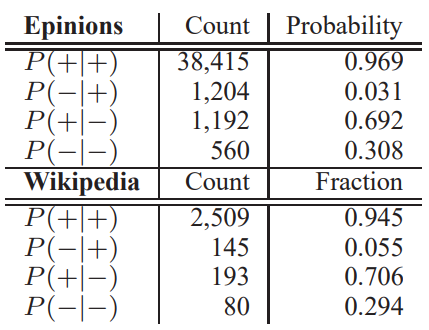 Epinions Count Probability
P(+|+) 38,415 0.969
P(−|+) 1,204 0.031
P(+|−) 1,192 0.692
P(−|−) 560 0.308
Wikipedia Count Fraction
P(+|+) 2,509 0.945
P(−|+) 145 0.055
P(+|−) 193 0.706
P(−|−) 80 0.294